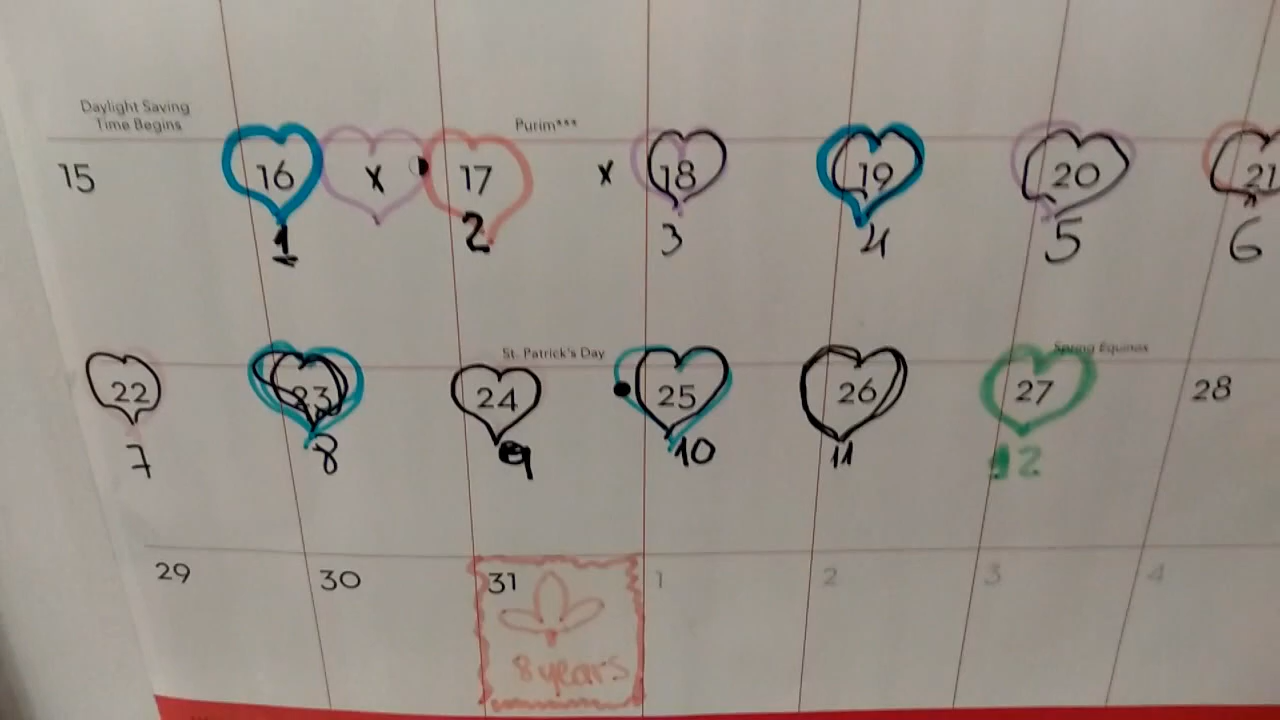 Daylight Saving
Time Begins
Purim***
15 16 x 17 x 18 19 20 21
1 2 3 4 5 6
St. Patrick's Day
Spring Equinox
22 23 24 25 26 27 28
7 8 9 10 11 12
29 30 31 1 2 3 4
8 years